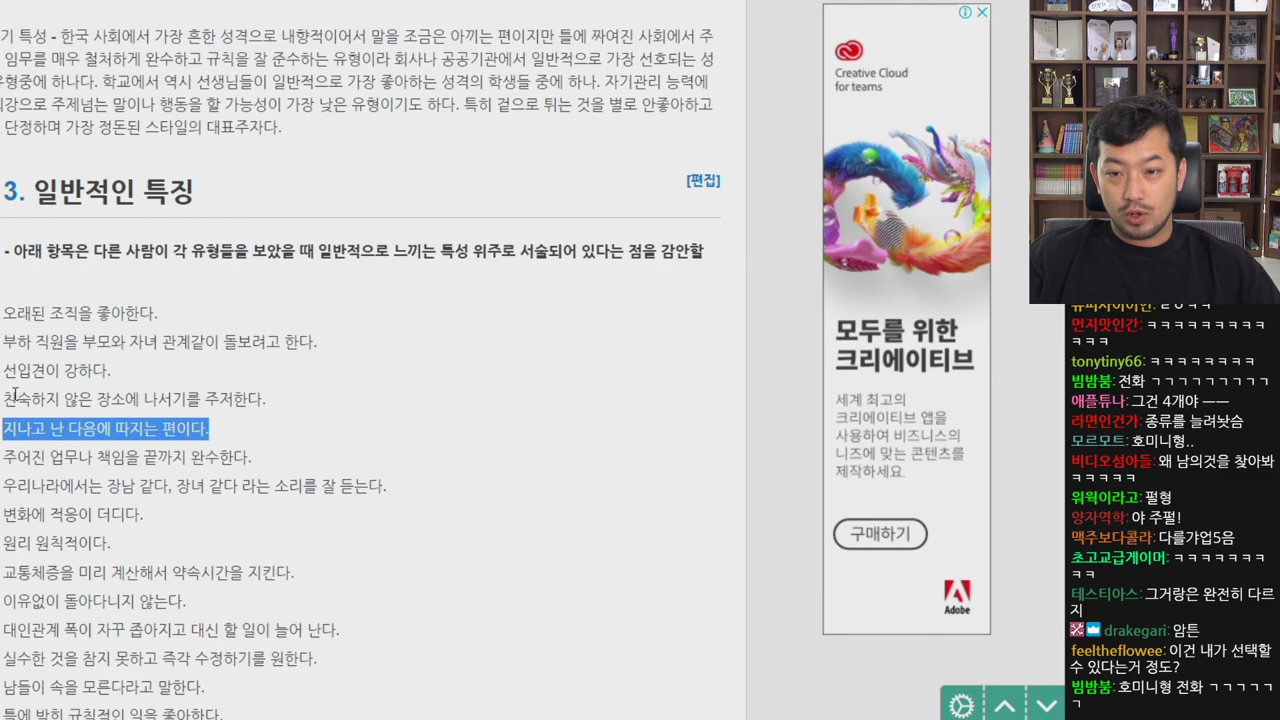 기 특성 - 한국 사회에서 가장 흔한 성격으로 내향적이어서 말을 조금은 아끼는 편이지만 틀에 짜여진 사회에서 주
임무를 매우 철처하게 완수하고 규칙을 잘 준수하는 유형이라 회사나 공공기관에서 일반적으로 가장 선호되는 성
유형중에 하나다. 학교에서 역시 선생님들이 일반적으로 가장 좋아하는 성격의 학생들 중에 하나. 자기관리 능력에
최강으로 주제넘는 말이나 행동을 할 가능성이 가장 낮은 유형이기도 하다. 특히 겉으로 튀는 것을 별로 안좋아하고
단정하며 가장 정돈된 스타일의 대표주자다.
3. 일반적인 특징
[편집]
- 아래 항목은 다른 사람이 각 유형들을 보았을 때 일반적으로 느끼는 특성 위주로 서술되어 있다는 점을 감안할
오래된 조직을 좋아한다.
부하 직원을 부모와 자녀 관계같이 돌보려고 한다.
선입견이 강하다.
친숙하지 않은 장소에 나서기를 주저한다.
지나고 난 다음에 따지는 편이다.
주어진 업무나 책임을 끝까지 완수한다.
우리나라에서는 장남 같다, 장녀 같다 라는 소리를 잘 듣는다.
변화에 적응이 더디다.
원리 원칙적이다.
교통체증을 미리 계산해서 약속시간을 지킨다.
이유없이 돌아다니지 않는다.
대인관계 폭이 자꾸 좁아지고 대신 할 일이 늘어 난다.
실수한 것을 참지 못하고 즉각 수정하기를 원한다.
남들이 속을 모른다라고 말한다.
틀에 박힌 규칙적인 일을 좋아한다.
Creative Cloud
for teams
모두를 위한
크리에이티브
세계 최고의
크리에이티브 앱을
사용하여 비즈니스의
니즈에 맞는 콘텐츠를
제작하세요.
구매하기
Adobe
먼지맛인간: ㅋㅋㅋㅋㅋㅋㅋㅋㅋ
ㅋㅋㅋ
tonytiny66: ㅋㅋㅋㅋㅋㅋㅋㅋ
빔밤붐: 전화 ㄱㄱㄱㄱㄱㄱㄱㄱㄱ
애플튜나: 그건 4개야 ㅡㅡ
라면인건가: 종류를 늘려놧슴
모르모트: 호미니형..
비디오섬아들: 왜 남의것을 찾아봐
ㅋㅋㅋㅋㅋ
워웍이라고: 펄형
양자역학: 야 주펄!
맥주보다콜라: 다를가업5음
초고교급게이머: ㅋㅋㅋㅋㅋㅋㅋ
ㅋㅋ
테스티아스: 그거랑은 완전히 다르
지
drakegari: 암튼
feeltheflowee: 이건 내가 선택할
수 있다는거 정도?
빔밤붐: 호미니형 전화 ㄱㄱㄱㄱㄱㄱ
ㄱ